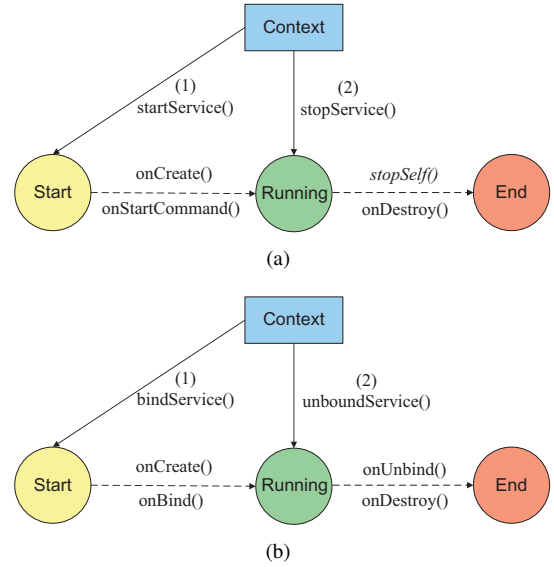 Context
(1)
startService()
(2)
stopService()
Start
onCreate()
onStartCommand()
Running
stopSelf()
onDestroy()
End
(a)
Context
(1)
bindService()
(2)
unboundService()
Start
onCreate()
onBind()
Running
onUnbind()
onDestroy()
End
(b)